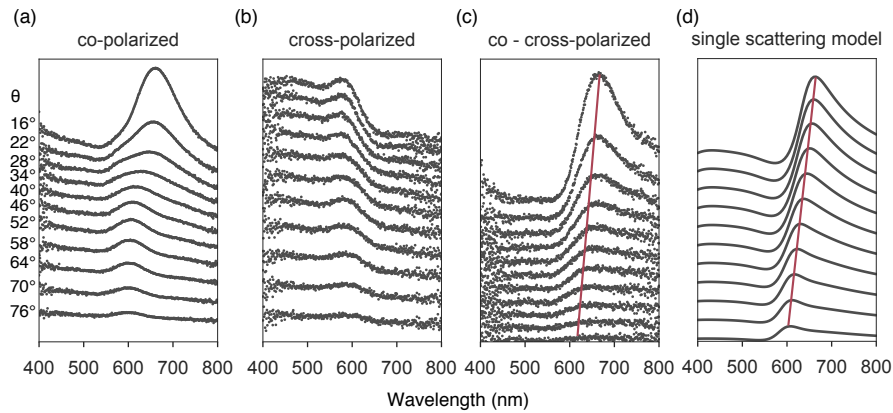 (a) (b) (c) (d)
co-polarized cross-polarized co - cross-polarized single scattering model
θ
16°
22°
28°
34°
40°
46°
52°
58°
64°
70°
76°
400 500 600 700 800 400 500 600 700 800 400 500 600 700 800 400 500 600 700 800
Wavelength (nm)